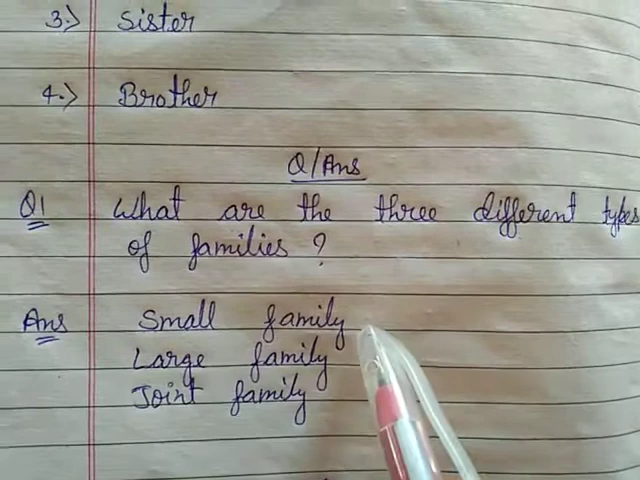 3.) Sister
4.) Brother
Q/Ans
Q1 What are the three different types
of families ?
Ans Small family
Large family
Joint family